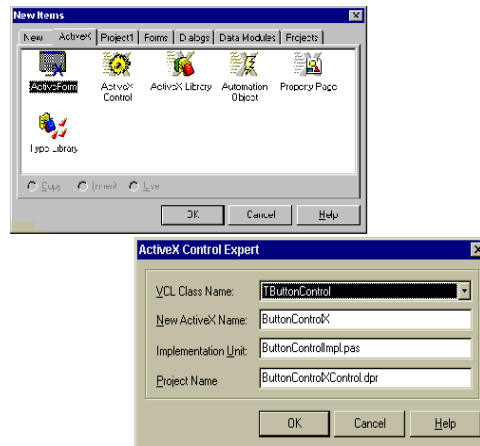 New Items
New ActiveX Project1 Forms Dialogs Data Modules Projects
ActiveForm ActiveX Control ActiveX Library Automation Object Property Page
Type Library
Copy Inherit Use
OK Cancel Help
ActiveX Control Expert
VCL Class Name: TButtonControl
New ActiveX Name: ButtonControlX
Implementation Unit: ButtonControlImpl.pas
Project Name ButtonControlXControl.dpr
OK Cancel Help